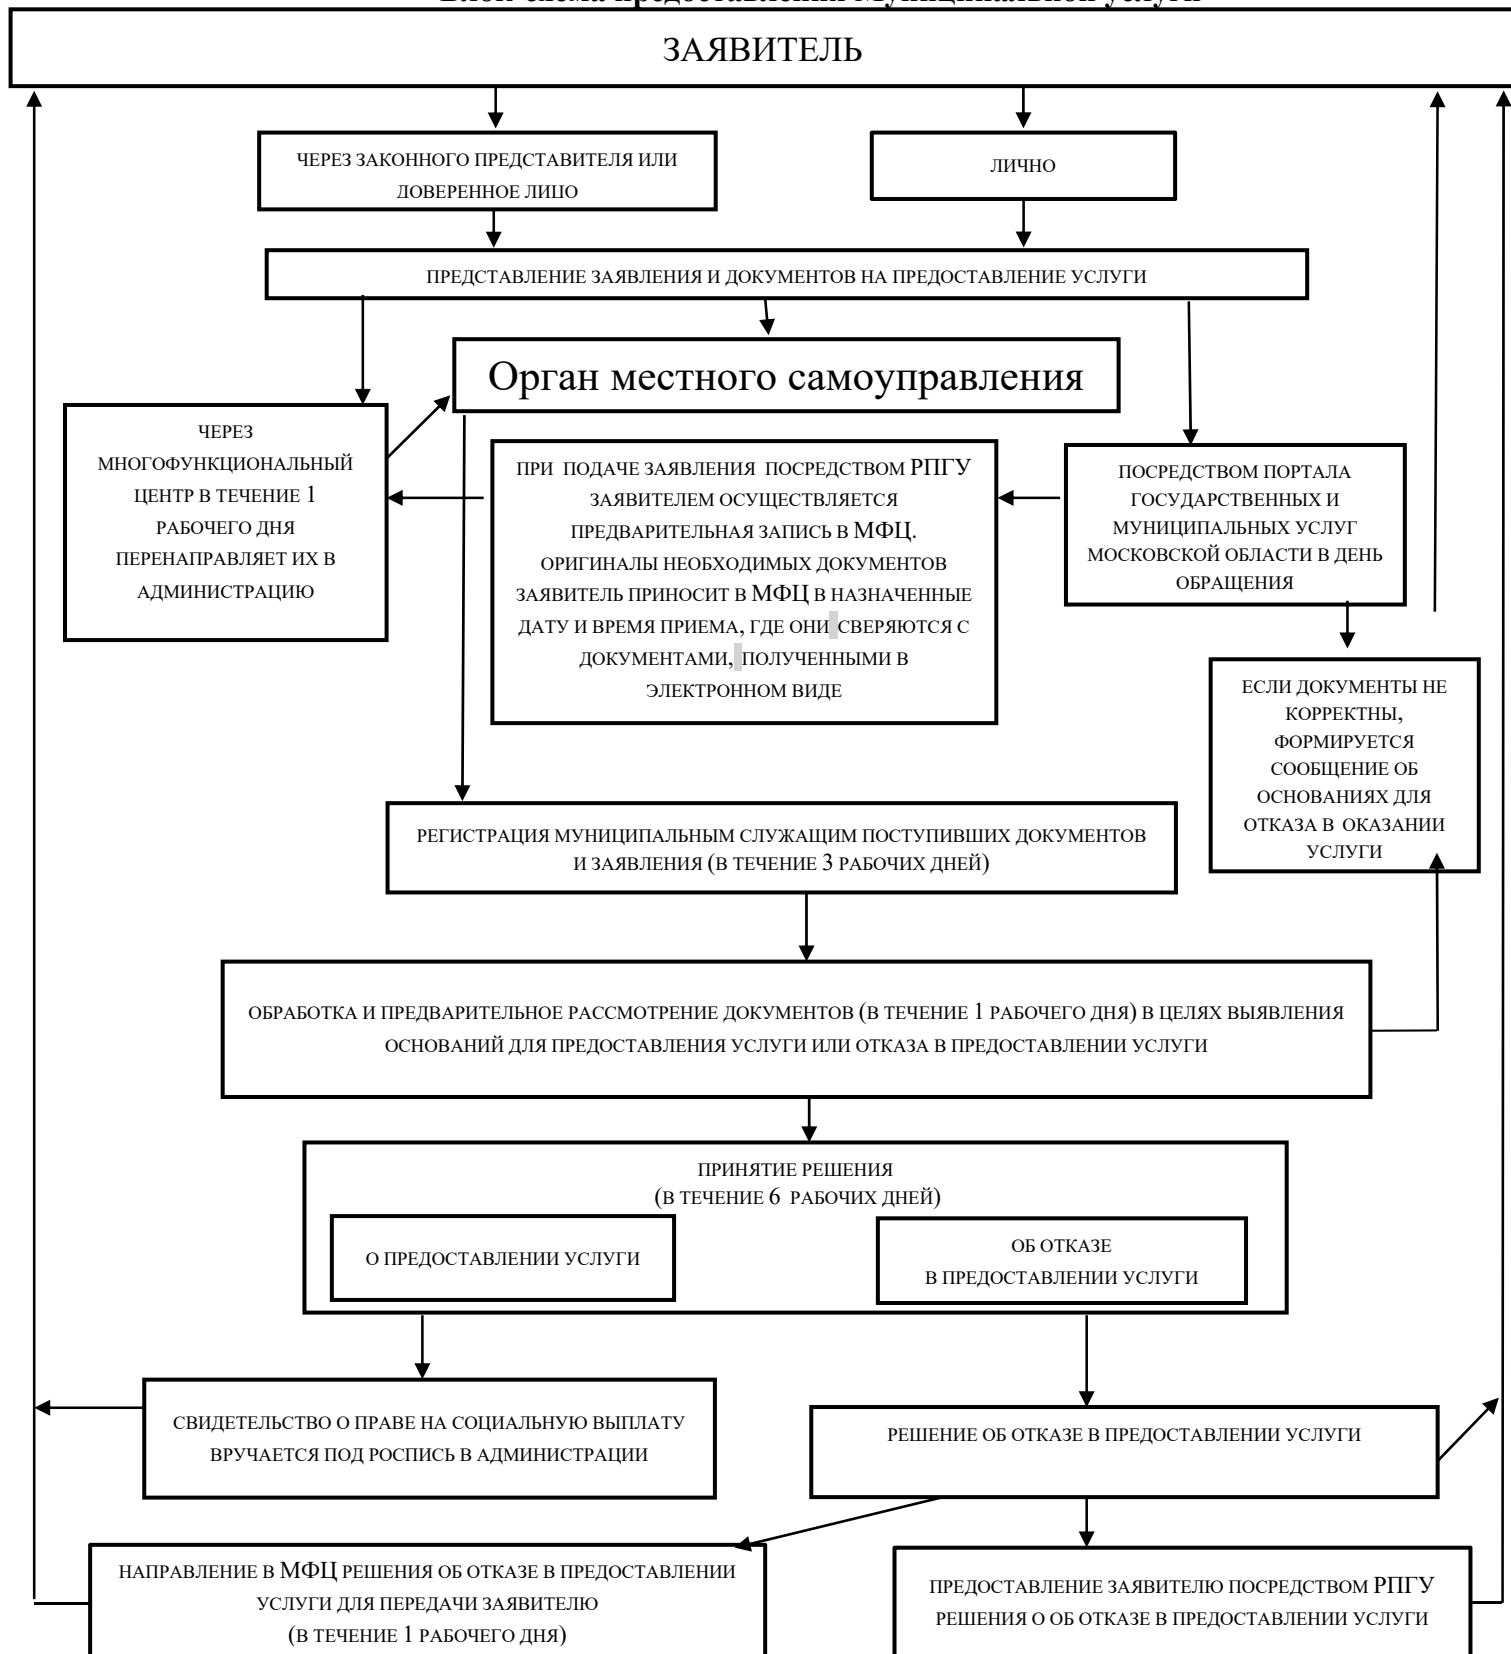 Блок-схема предоставления Муниципальной услуги
ЗАЯВИТЕЛЬ
ЧЕРЕЗ ЗАКОННОГО ПРЕДСТАВИТЕЛЯ ИЛИ
ДОВЕРЕННОЕ ЛИЦО
ЛИЧНО
ПРЕДСТАВЛЕНИЕ ЗАЯВЛЕНИЯ И ДОКУМЕНТОВ НА ПРЕДОСТАВЛЕНИЕ УСЛУГИ
Орган местного самоуправления
ЧЕРЕЗ
МНОГОФУНКЦИОНАЛЬНЫЙ
ЦЕНТР В ТЕЧЕНИЕ 1
РАБОЧЕГО ДНЯ
ПЕРЕНАПРАВЛЯЕТ ИХ В
АДМИНИСТРАЦИЮ
ПРИ ПОДАЧЕ ЗАЯВЛЕНИЯ ПОСРЕДСТВОМ РПГУ
ЗАЯВИТЕЛЕМ ОСУЩЕСТВЛЯЕТСЯ
ПРЕДВАРИТЕЛЬНАЯ ЗАПИСЬ В МФЦ.
ОРИГИНАЛЫ НЕОБХОДИМЫХ ДОКУМЕНТОВ
ЗАЯВИТЕЛЬ ПРИНОСИТ В МФЦ В НАЗНАЧЕННЫЕ
ДАТУ И ВРЕМЯ ПРИЕМА, ГДЕ ОНИ СВЕРЯЮТСЯ С
ДОКУМЕНТАМИ, ПОЛУЧЕННЫМИ В
ЭЛЕКТРОННОМ ВИДЕ
ПОСРЕДСТВОМ ПОРТАЛА
ГОСУДАРСТВЕННЫХ И
МУНИЦИПАЛЬНЫХ УСЛУГ
МОСКОВСКОЙ ОБЛАСТИ В ДЕНЬ
ОБРАЩЕНИЯ
ЕСЛИ ДОКУМЕНТЫ НЕ
КОРРЕКТНЫ,
ФОРМИРУЕТСЯ
СООБЩЕНИЕ ОБ
ОСНОВАНИЯХ ДЛЯ
ОТКАЗА В ОКАЗАНИИ
УСЛУГИ
РЕГИСТРАЦИЯ МУНИЦИПАЛЬНЫМ СЛУЖАЩИМ ПОСТУПИВШИХ ДОКУМЕНТОВ
И ЗАЯВЛЕНИЯ (В ТЕЧЕНИЕ 3 РАБОЧИХ ДНЕЙ)
ОБРАБОТКА И ПРЕДВАРИТЕЛЬНОЕ РАССМОТРЕНИЕ ДОКУМЕНТОВ (В ТЕЧЕНИЕ 1 РАБОЧЕГО ДНЯ) В ЦЕЛЯХ ВЫЯВЛЕНИЯ
ОСНОВАНИЙ ДЛЯ ПРЕДОСТАВЛЕНИЯ УСЛУГИ ИЛИ ОТКАЗА В ПРЕДОСТАВЛЕНИИ УСЛУГИ
ПРИНЯТИЕ РЕШЕНИЯ
(В ТЕЧЕНИЕ 6 РАБОЧИХ ДНЕЙ)
О ПРЕДОСТАВЛЕНИИ УСЛУГИ
ОБ ОТКАЗЕ
В ПРЕДОСТАВЛЕНИИ УСЛУГИ
СВИДЕТЕЛЬСТВО О ПРАВЕ НА СОЦИАЛЬНУЮ ВЫПЛАТУ
ВРУЧАЕТСЯ ПОД РОСПИСЬ В АДМИНИСТРАЦИИ
РЕШЕНИЕ ОБ ОТКАЗЕ В ПРЕДОСТАВЛЕНИИ УСЛУГИ
НАПРАВЛЕНИЕ В МФЦ РЕШЕНИЯ ОБ ОТКАЗЕ В ПРЕДОСТАВЛЕНИИ
УСЛУГИ ДЛЯ ПЕРЕДАЧИ ЗАЯВИТЕЛЮ
(В ТЕЧЕНИЕ 1 РАБОЧЕГО ДНЯ)
ПРЕДОСТАВЛЕНИЕ ЗАЯВИТЕЛЮ ПОСРЕДСТВОМ РПГУ
РЕШЕНИЯ О ОБ ОТКАЗЕ В ПРЕДОСТАВЛЕНИИ УСЛУГИ